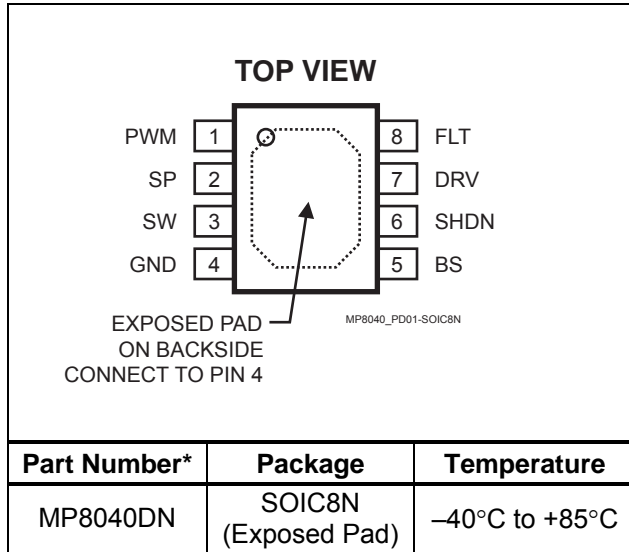 TOP VIEW
PWM 1 8 FLT
SP 2 7 DRV
SW 3 6 SHDN
GND 4 5 BS
EXPOSED PAD
ON BACKSIDE
CONNECT TO PIN 4
MP8040_PD01-SOIC8N
Part Number* Package Temperature
MP8040DN SOIC8N
(Exposed Pad) –40°C to +85°C